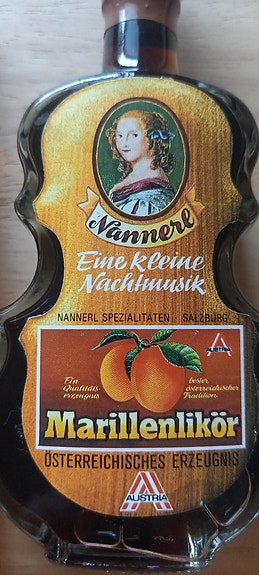 Nannerl
Eine kleine
Nachtmusik
NANNERL SPEZIALITÄTEN · SALZBURG
AUSTRIA
Ein
Qualitäts-
erzeugnis
bester
österreichischer
Tradition
Marillenlikör
ÖSTERREICHISCHES ERZEUGNIS
AUSTRIA